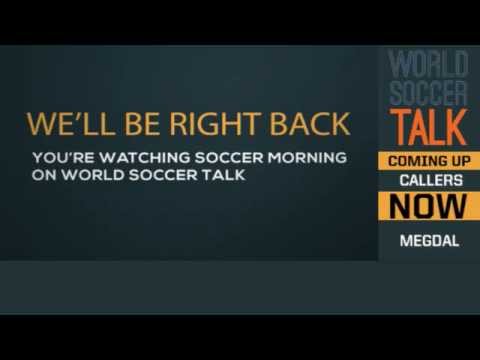 WE'LL BE RIGHT BACK
YOU'RE WATCHING SOCCER MORNING
ON WORLD SOCCER TALK
WORLD
SOCCER
TALK
COMING UP
CALLERS
NOW
MEGDAL